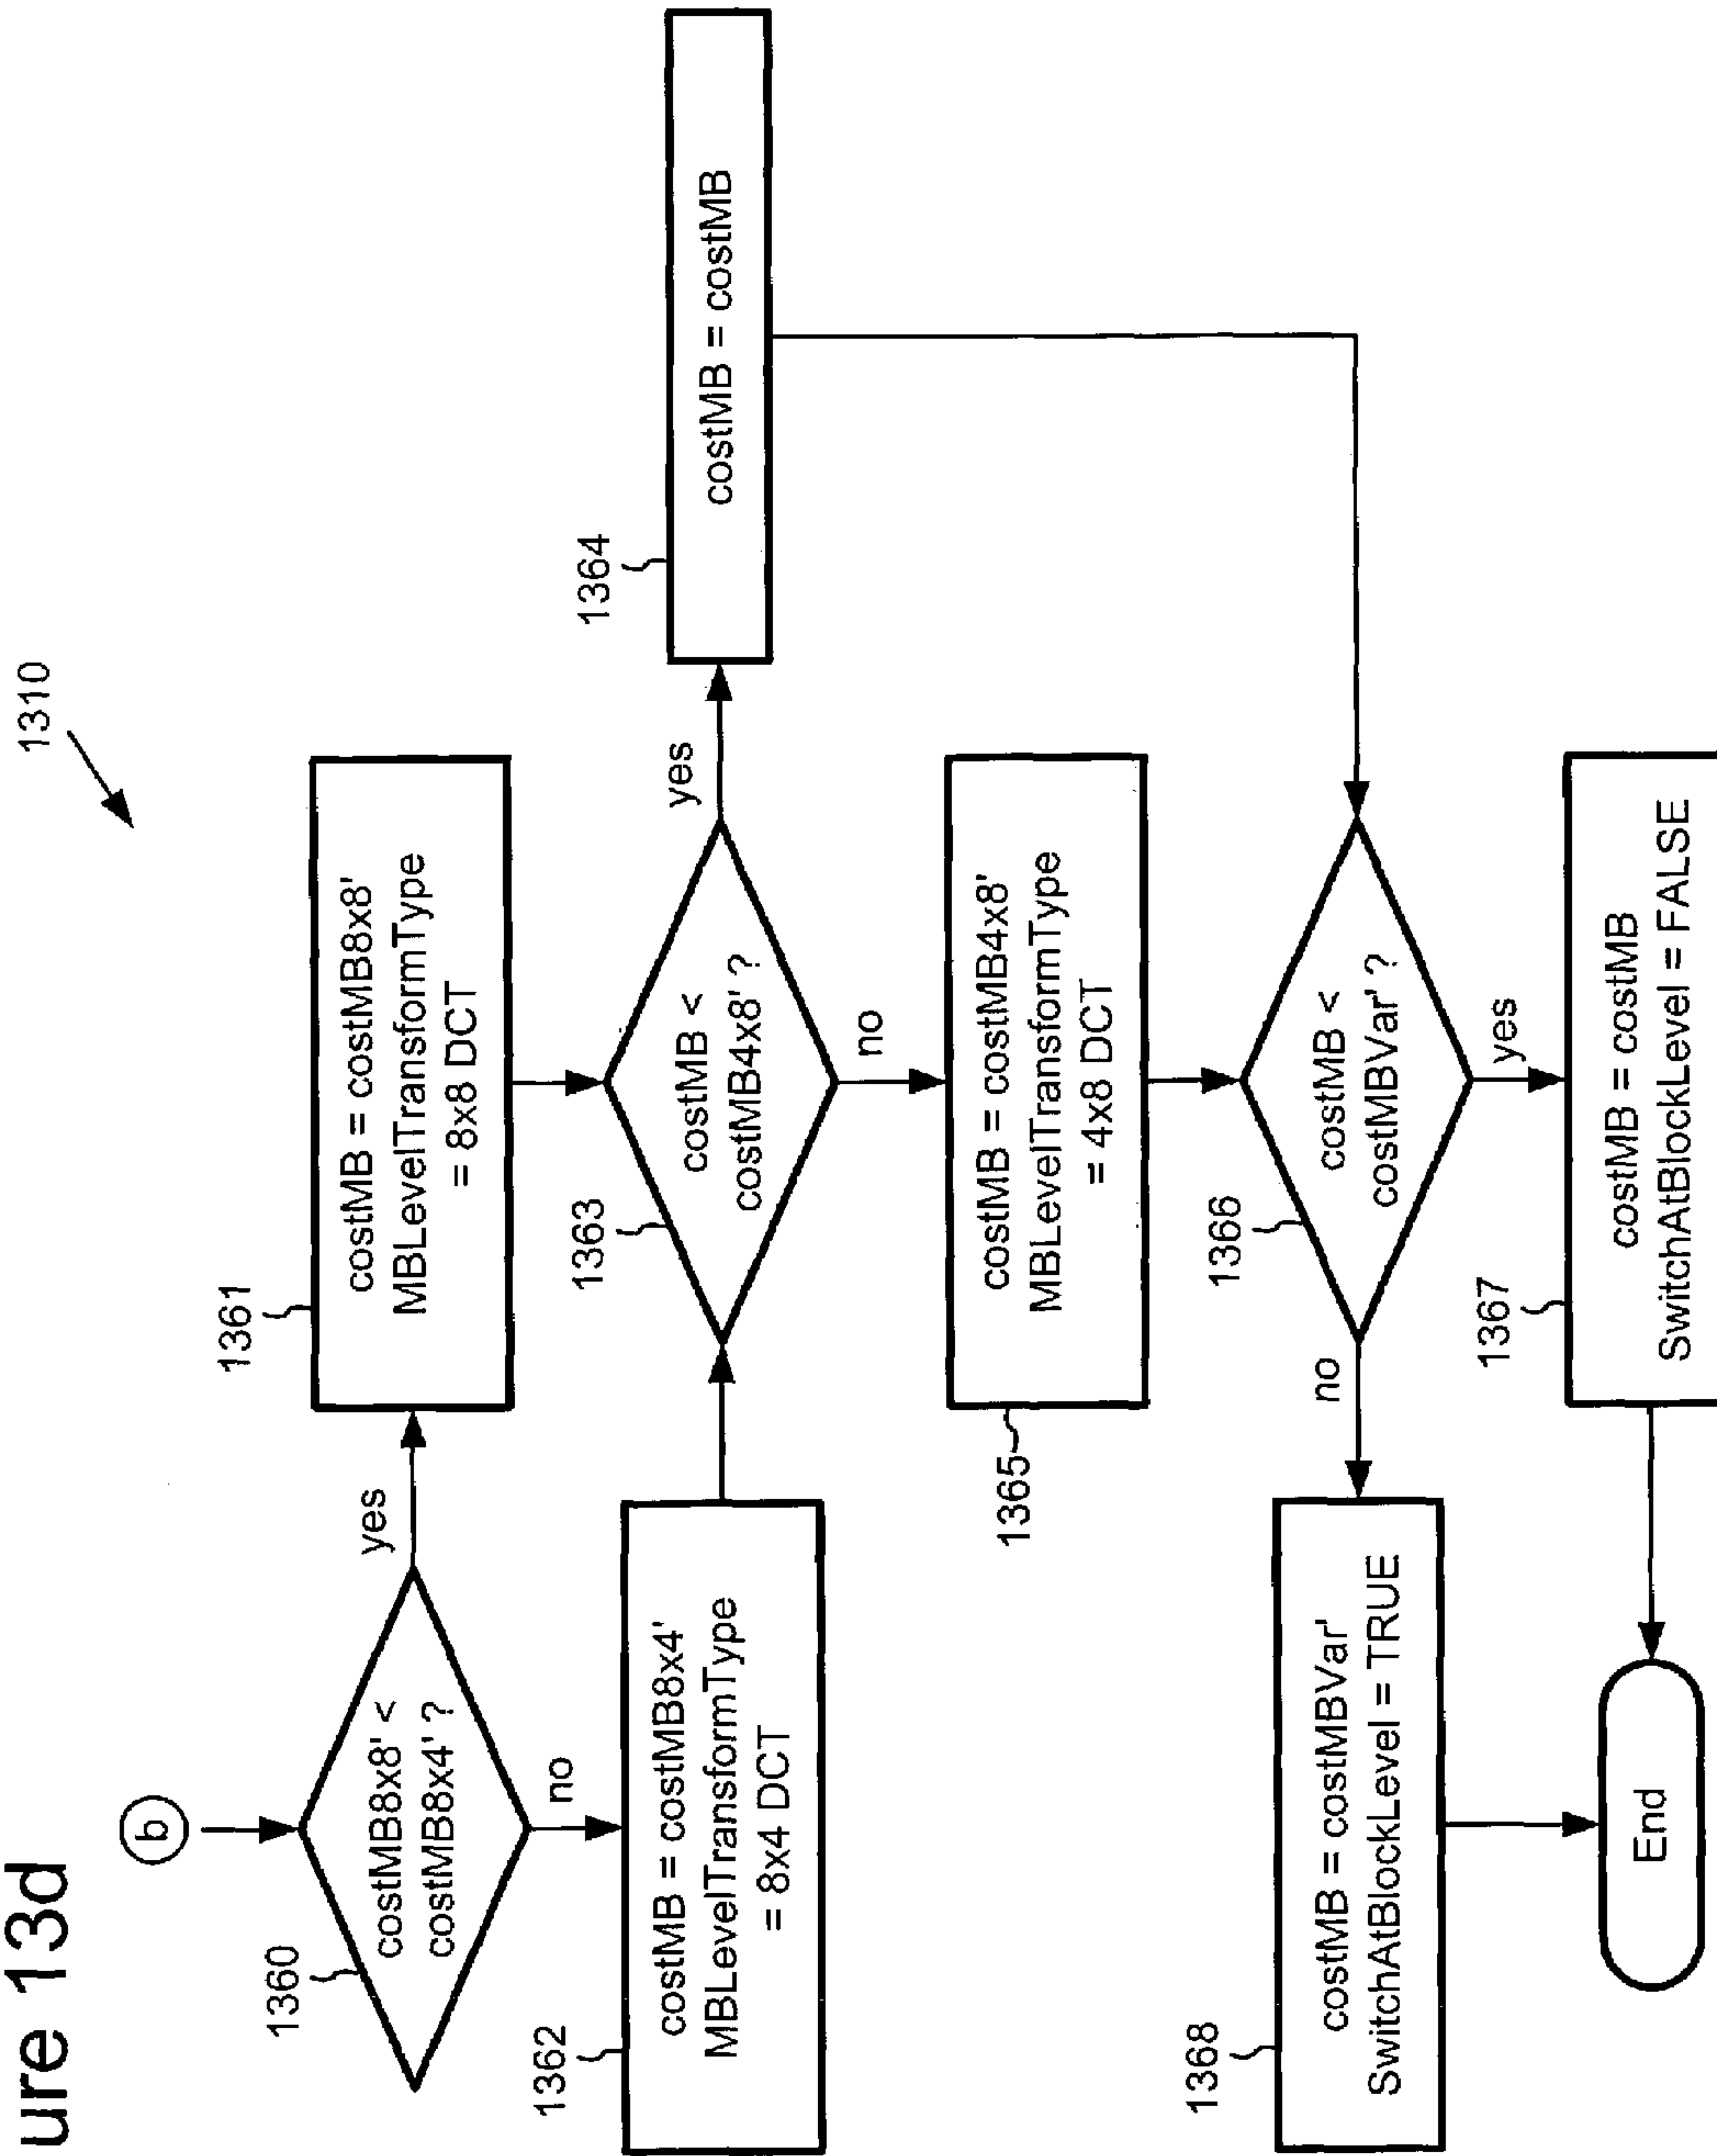 ure 13d
1310
b
1360
costMB8x8' <
costMB8x4' ?
yes
no
1361
costMB = costMB8x8'
MBLevelTransformType
= 8x8 DCT
1362
costMB = costMB8x4'
MBLevelTransformType
= 8x4 DCT
1363
costMB <
costMB4x8' ?
yes
no
1364
costMB = costMB
1365
costMB = costMB4x8'
MBLevelTransformType
= 4x8 DCT
1366
costMB <
costMBVar' ?
no
yes
1368
costMB = costMBVar'
SwitchAtBlockLevel = TRUE
1367
costMB = costMB
SwitchAtBlockLevel = FALSE
End